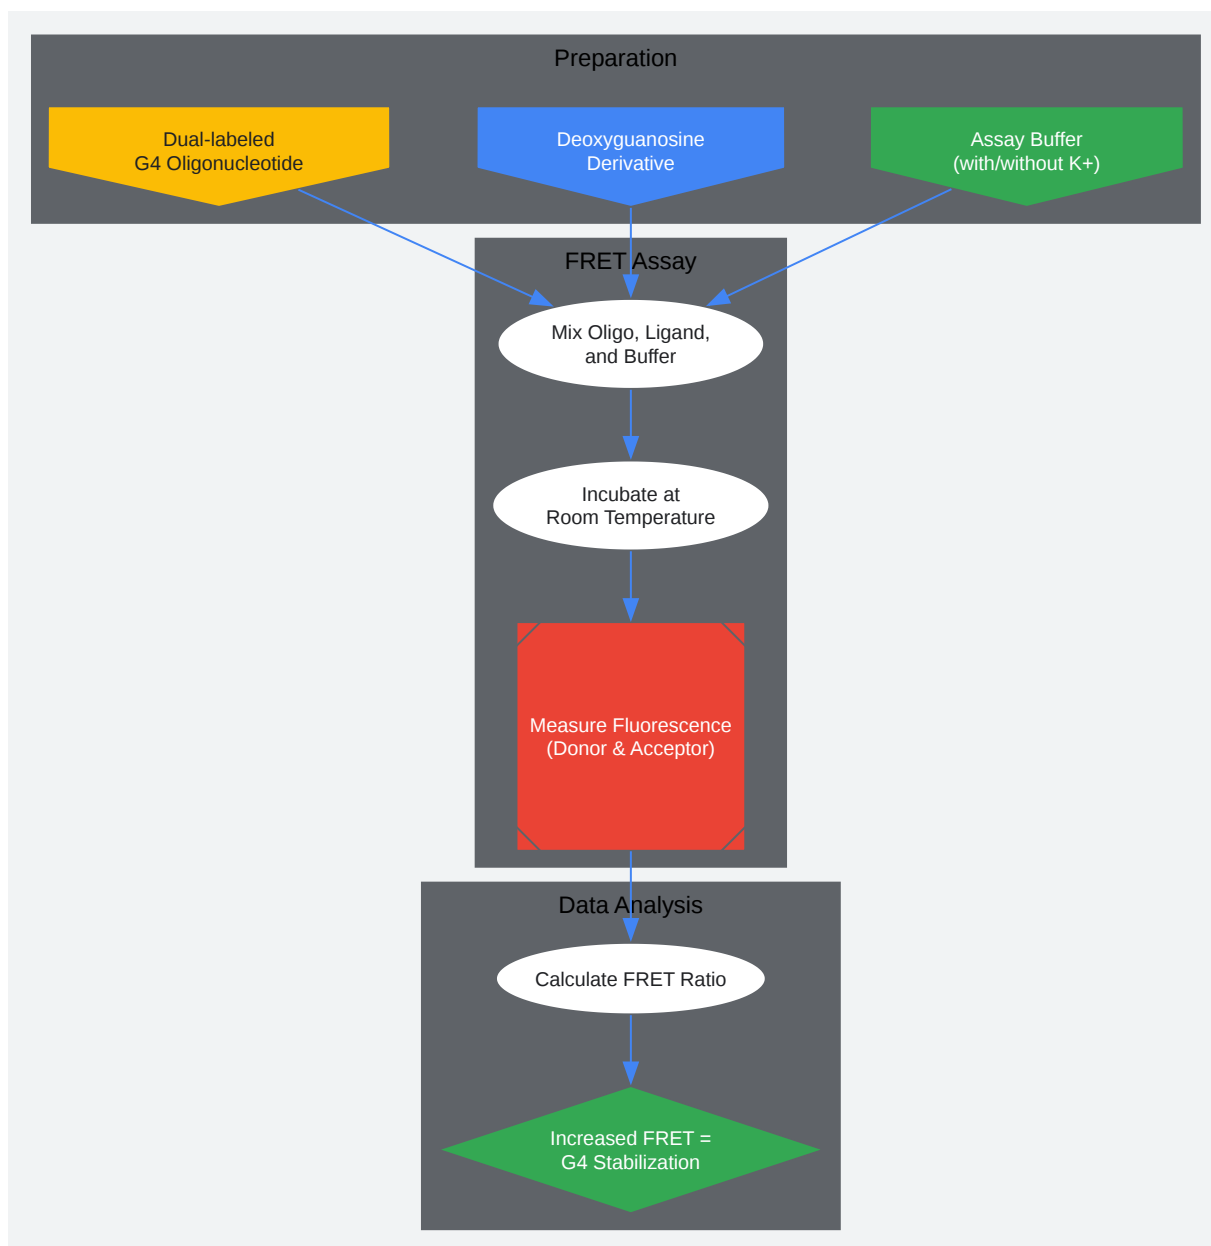 Preparation
Dual-labeled
G4 Oligonucleotide
Deoxyguanosine
Derivative
Assay Buffer
(with/without K+)
FRET Assay
Mix Oligo, Ligand,
and Buffer
Incubate at
Room Temperature
Measure Fluorescence
(Donor & Acceptor)
Data Analysis
Calculate FRET Ratio
Increased FRET =
G4 Stabilization